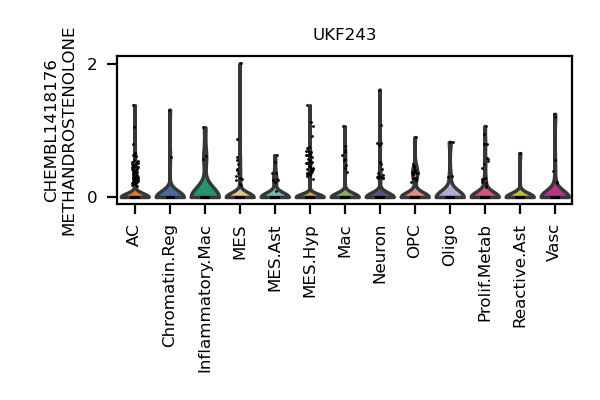 UKF243
CHEMBL1418176
METHANDROSTENOLONE
2
0
AC
Chromatin.Reg
Inflammatory.Mac
MES
MES.Ast
MES.Hyp
Mac
Neuron
OPC
Oligo
Prolif.Metab
Reactive.Ast
Vasc